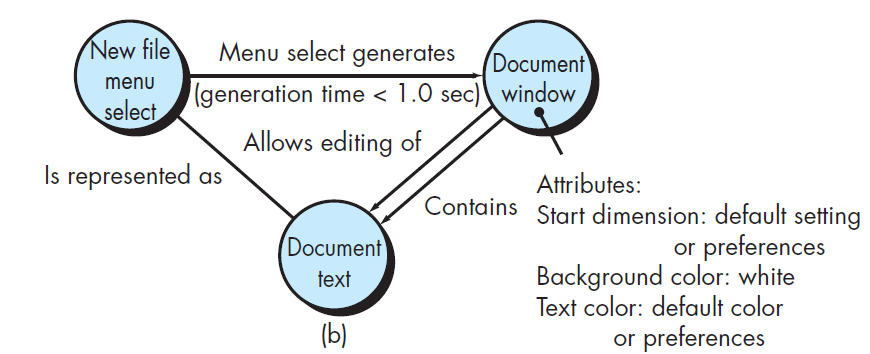 New file
menu
select
Menu select generates
(generation time < 1.0 sec)
Document
window
Allows editing of
Is represented as
Contains
Document
text
Attributes:
Start dimension: default setting
or preferences
Background color: white
Text color: default color
or preferences
(b)